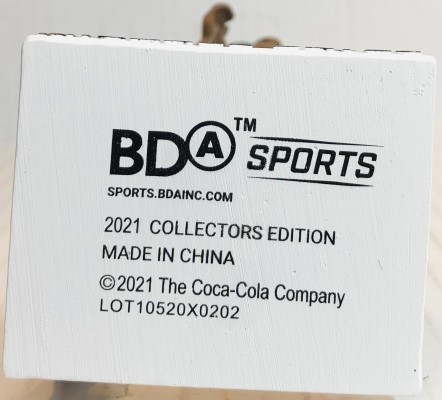 BDA™ SPORTS
SPORTS.BDAINC.COM
2021 COLLECTORS EDITION
MADE IN CHINA
©2021 The Coca-Cola Company
LOT10520X0202